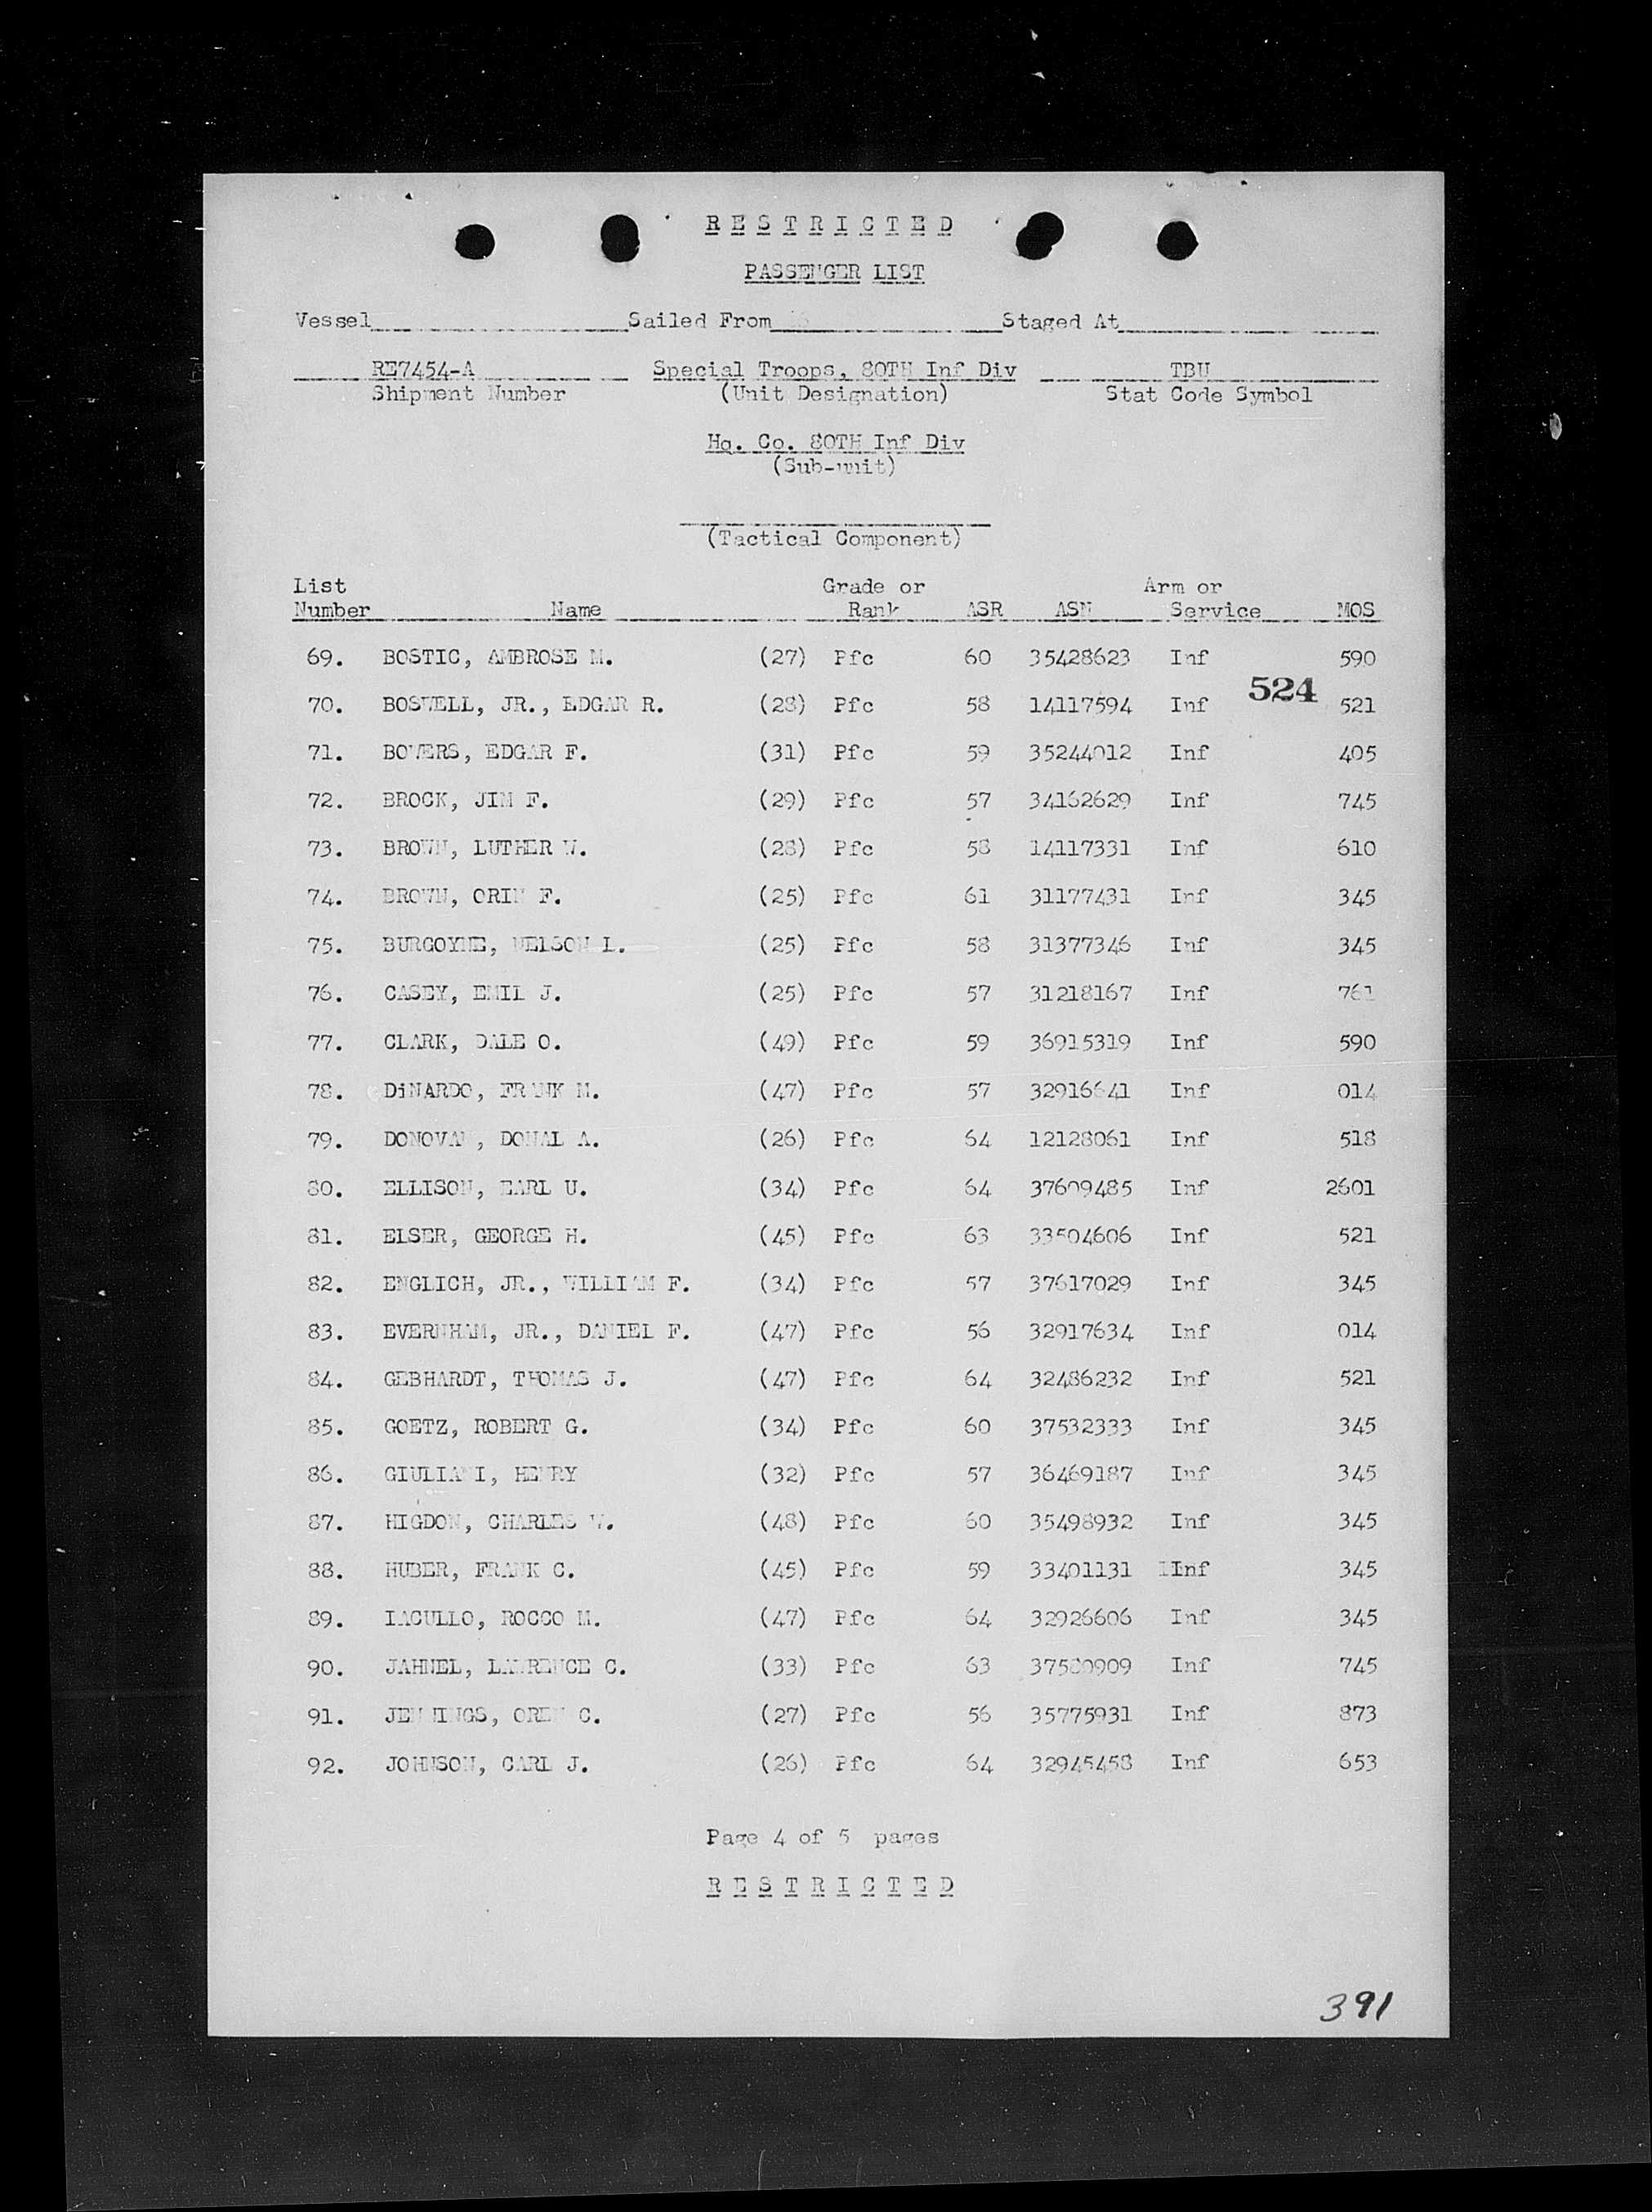 RESTRICTED
PASSENGER LIST
Vessel Sailed From Staged At
RE7454-A Special Troops, 80TH Inf Div TBU
Shipment Number (Unit Designation) Stat Code Symbol
Hq. Co. 80TH Inf Div
(Sub-unit)
(Tactical Component)
List Grade or Arm or
Number Name Rank ASR ASN Service MOS
69. BOSTIC, AMBROSE M. (27) Pfc 60 35428623 Inf 590
524
70. BOSWELL, JR., EDGAR R. (28) Pfc 58 14117594 Inf 521
71. BOWERS, EDGAR F. (31) Pfc 59 35244012 Inf 405
72. BROCK, JIM F. (29) Pfc 57 34162629 Inf 745
73. BROWN, LUTHER W. (28) Pfc 58 14117331 Inf 610
74. BROWN, ORIN F. (25) Pfc 61 31177431 Inf 345
75. BURGOYNE, NElSON L. (25) Pfc 58 31377346 Inf 345
76. CASEY, EMIL J. (25) Pfc 57 31218167 Inf 761
77. CLARK, DALE O. (49) Pfc 59 36915319 Inf 590
78. DiNARDO, FRANK M. (47) Pfc 57 32916641 Inf 014
79. DONOVAN, DONAL A. (26) Pfc 64 12128061 Inf 518
80. ELLISON, EARL U. (34) Pfc 64 37609485 Inf 2601
81. ELSER, GEORGE H. (45) Pfc 63 33504606 Inf 521
82. ENGLICH, JR., WILLIAM F. (34) Pfc 57 37617029 Inf 345
83. EVERNHAM, JR., DANIEL F. (47) Pfc 56 32917634 Inf 014
84. GEBHARDT, THOMAS J. (47) Pfc 64 32486232 Inf 521
85. GOETZ, ROBERT G. (34) Pfc 60 37532333 Inf 345
86. GIULIANI, HENRY (32) Pfc 57 36469187 Inf 345
87. HIGDON, CHARLES W. (48) Pfc 60 35498932 Inf 345
88. HUBER, FRANK C. (45) Pfc 59 33401131 IInf 345
89. IACULLO, ROCCO M. (47) Pfc 64 32926606 Inf 345
90. JAHNEL, LAWRENCE C. (33) Pfc 63 37580909 Inf 745
91. JENNINGS, OREN C. (27) Pfc 56 35775931 Inf 873
92. JOHNSON, CARL J. (26) Pfc 64 32945458 Inf 653
Page 4 of 5 pages
RESTRICTED
391